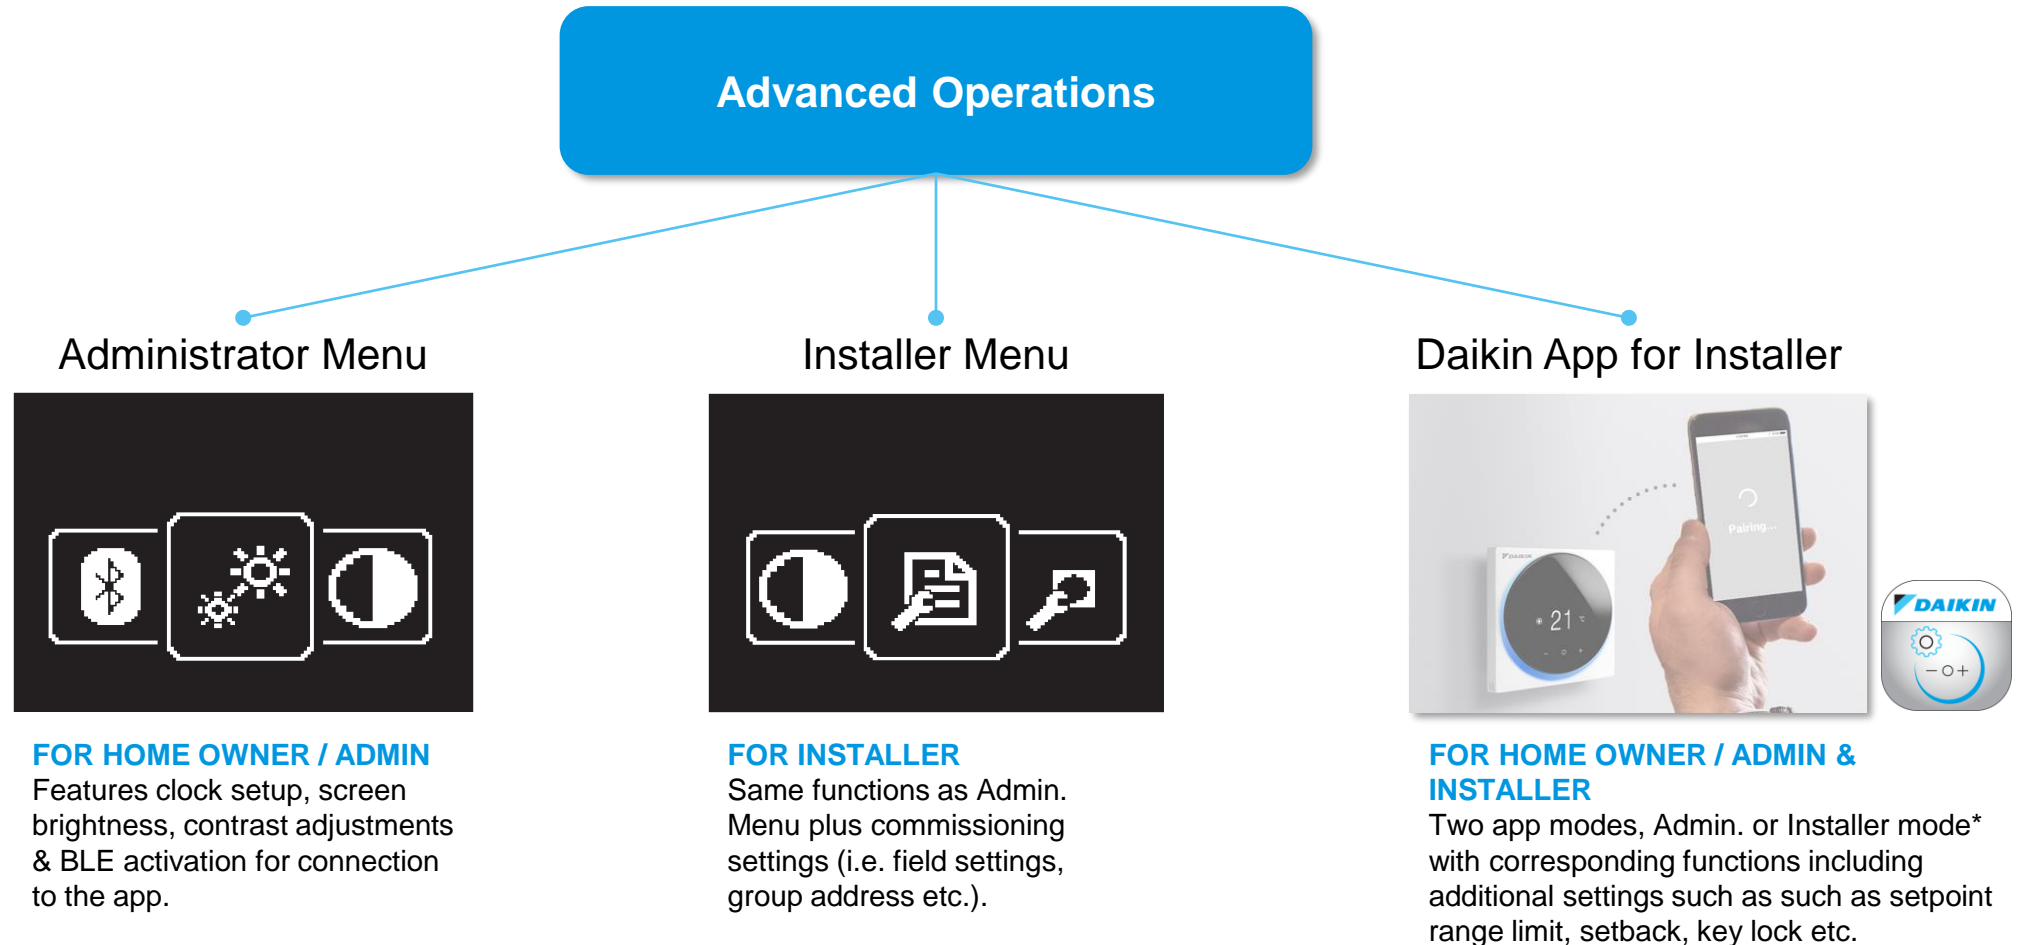 Advanced Operations
Administrator Menu
FOR HOME OWNER / ADMIN
Features clock setup, screen
brightness, contrast adjustments
& BLE activation for connection
to the app.
Installer Menu
FOR INSTALLER
Same functions as Admin.
Menu plus commissioning
settings (i.e. field settings,
group address etc.).
Daikin App for Installer
Pairing...
DAIKIN
21 °C
DAIKIN
FOR HOME OWNER / ADMIN &
INSTALLER
Two app modes, Admin. or Installer mode*
with corresponding functions including
additional settings such as such as setpoint
range limit, setback, key lock etc.